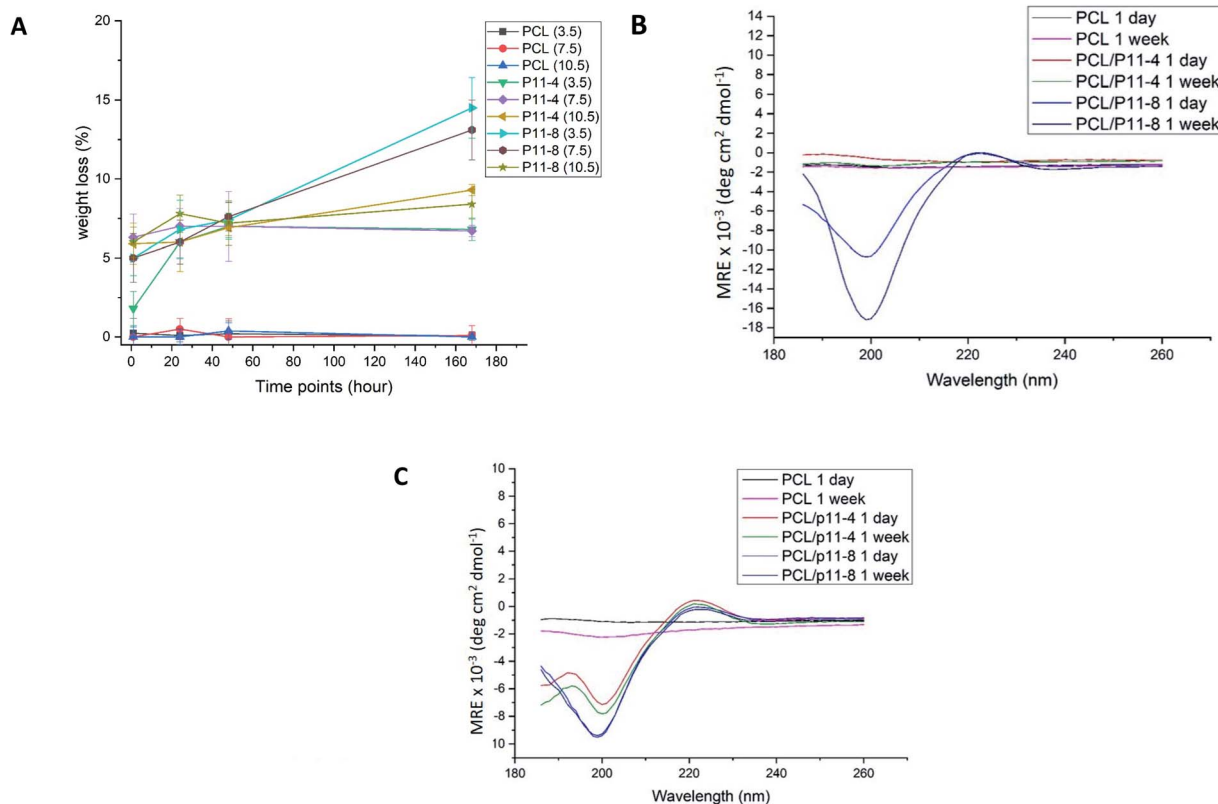 A
weight loss (%)
20
15
10
5
0
0 20 40 60 80 100 120 140 160 180
Time points (hour)
PCL (3.5)
PCL (7.5)
PCL (10.5)
P11-4 (3.5)
P11-4 (7.5)
P11-4 (10.5)
P11-8 (3.5)
P11-8 (7.5)
P11-8 (10.5)
B
MRE x 10⁻³ (deg cm² dmol⁻¹)
14
12
10
8
6
4
2
0
-2
-4
-6
-8
-10
-12
-14
-16
-18
180 200 220 240 260
Wavelength (nm)
PCL 1 day
PCL 1 week
PCL/P11-4 1 day
PCL/P11-4 1 week
PCL/P11-8 1 day
PCL/P11-8 1 week
C
MRE x 10⁻³ (deg cm² dmol⁻¹)
10
8
6
4
2
0
-2
-4
-6
-8
10
180 200 220 240 260
Wavelength (nm)
PCL 1 day
PCL 1 week
PCL/p11-4 1 day
PCL/p11-4 1 week
PCL/p11-8 1 day
PCL/p11-8 1 week